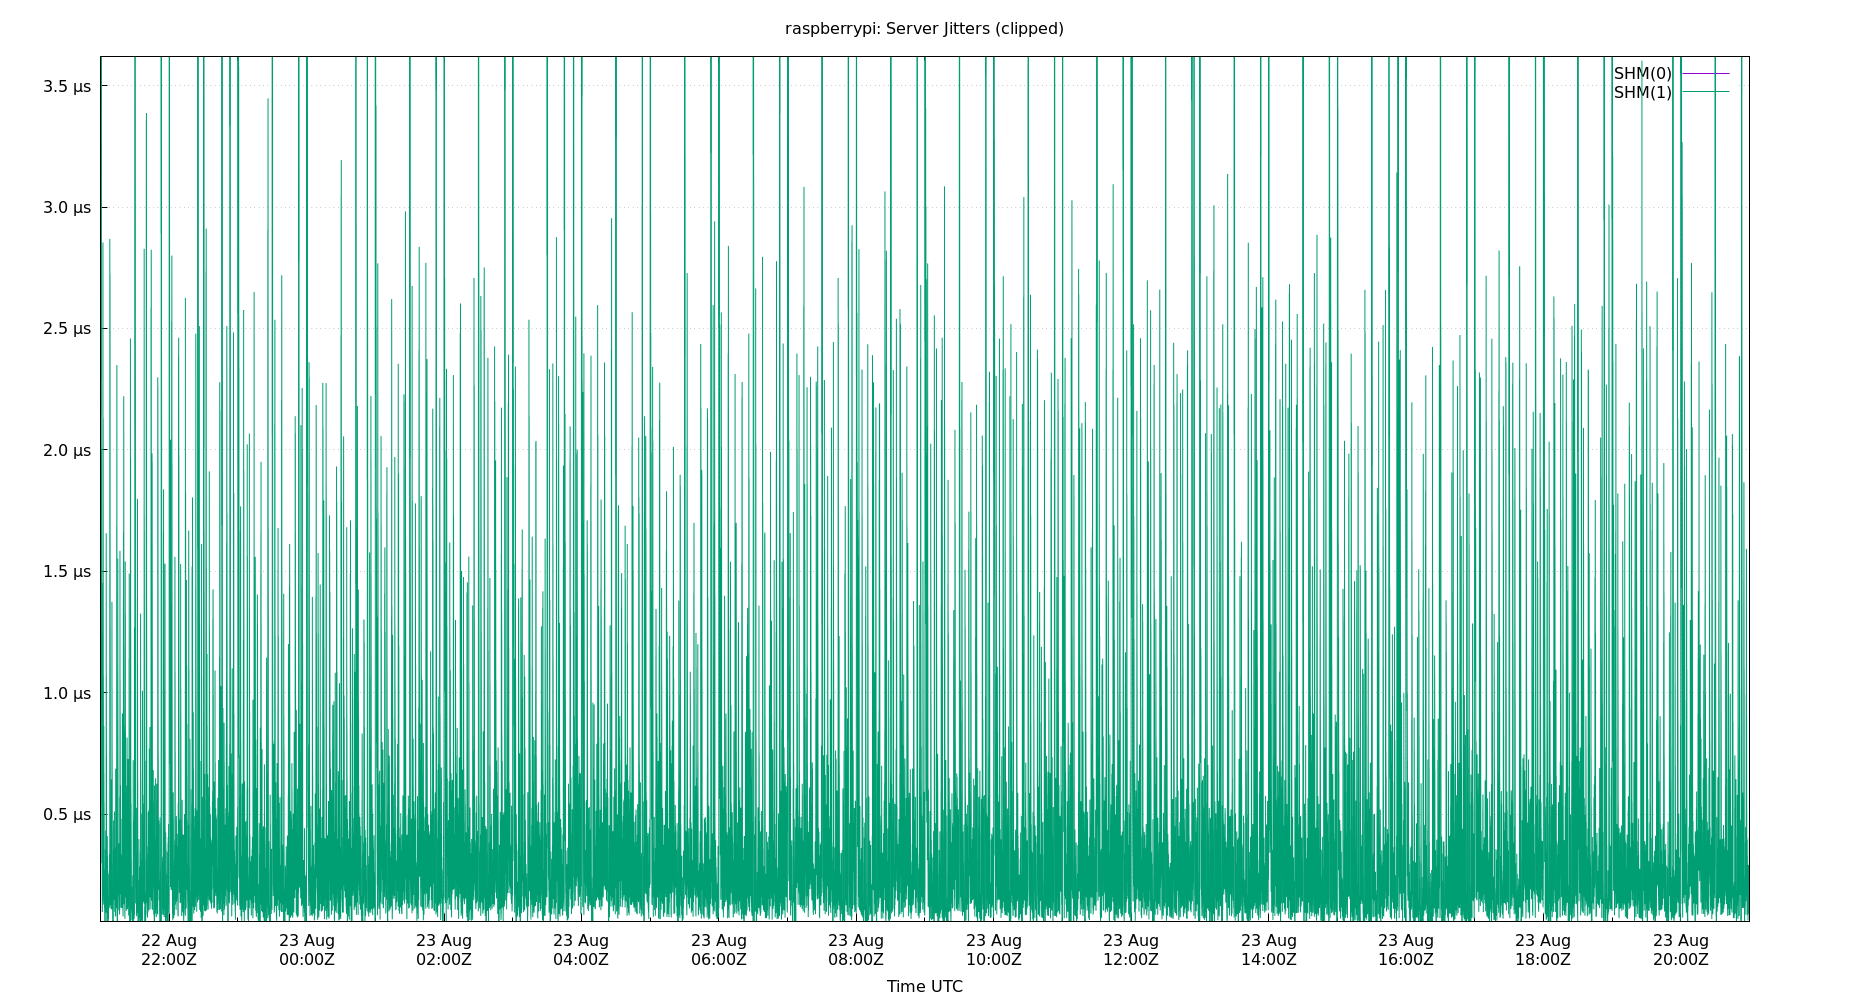 raspberrypi: Server Jitters (clipped)
SHM(0)
SHM(1)
3.5 µs
3.0 µs
2.5 µs
2.0 µs
1.5 µs
1.0 µs
0.5 µs
22 Aug 23 Aug 23 Aug 23 Aug 23 Aug 23 Aug 23 Aug 23 Aug 23 Aug 23 Aug 23 Aug 23 Aug
22:00Z 00:00Z 02:00Z 04:00Z 06:00Z 08:00Z 10:00Z 12:00Z 14:00Z 16:00Z 18:00Z 20:00Z
Time UTC